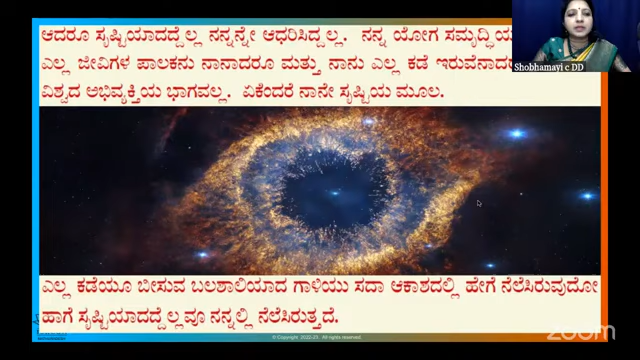 ಆದರೂ ಸೃಷ್ಟಿಯಾದದ್ದೆಲ್ಲ ನನ್ನನ್ನೇ ಆಧರಿಸಿದ್ದಲ್ಲ. ನನ್ನ ಯೋಗ ಸಮೃದ್ಧಿಯ
ಎಲ್ಲ ಜೀವಿಗಳ ಪಾಲಕನು ನಾನಾದರೂ ಮತ್ತು ನಾನು ಎಲ್ಲ ಕಡೆ ಇರುವೆನಾದರ
ವಿಶ್ವದ ಅಭಿವ್ಯಕ್ತಿಯ ಭಾಗವಲ್ಲ. ಏಕೆಂದರೆ ನಾನೇ ಸೃಷ್ಟಿಯ ಮೂಲ.
Shobhamayi c DD
ಎಲ್ಲ ಕಡೆಯೂ ಬೀಸುವ ಬಲಶಾಲಿಯಾದ ಗಾಳಿಯು ಸದಾ ಆಕಾಶದಲ್ಲಿ ಹೇಗೆ ನೆಲೆಸಿರುವುದೋ
ಹಾಗೆ ಸೃಷ್ಟಿಯಾದದ್ದೆಲ್ಲವೂ ನನ್ನಲ್ಲಿ ನೆಲೆಸಿರುತ್ತದೆ.
zoom